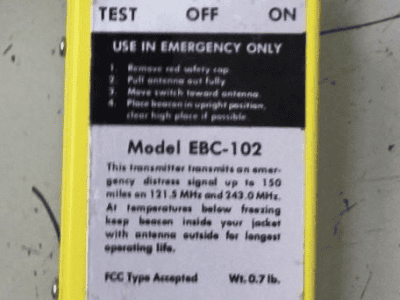 TEST OFF ON
USE IN EMERGENCY ONLY
1. Remove red safety cap
2. Pull antenna out fully
3. Move switch toward antenna
4. Place beacon in upright position,
clear high place if possible.
Model EBC-102
This transmitter transmits an emer-
gency distress signal up to 150
miles on 121.5 MHz and 243.0 MHz.
At temperatures below freezing
keep beacon inside your jacket
with antenna outside for longest
operating life.
FCC Type Accepted Wt. 0.7 lb.